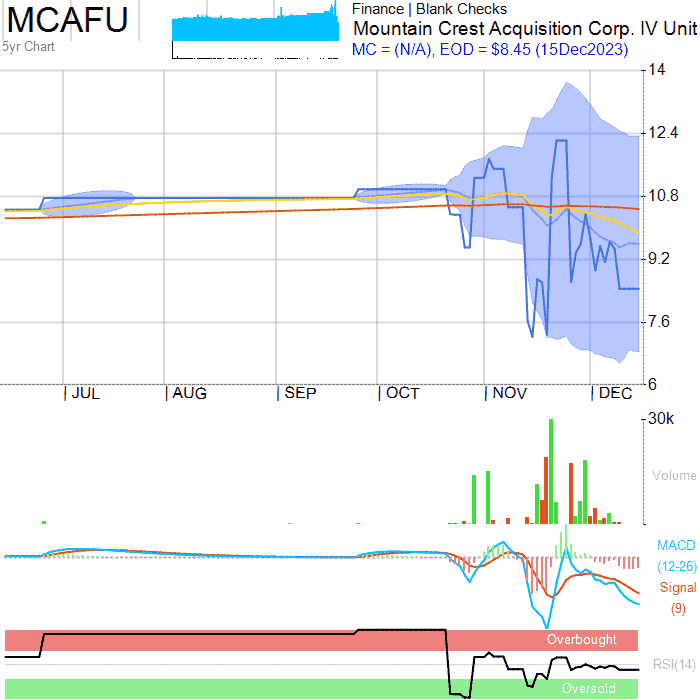 MCAFU
5yr Chart
Finance | Blank Checks
Mountain Crest Acquisition Corp. IV Unit
MC = (N/A), EOD = $8.45 (15Dec2023)
14
12.4
10.8
9.2
7.6
6
JUL
AUG
SEP
OCT
NOV
DEC
30k
Volume
MACD
(12-26)
Signal
(9)
Overbought
RSI(14)
Oversold